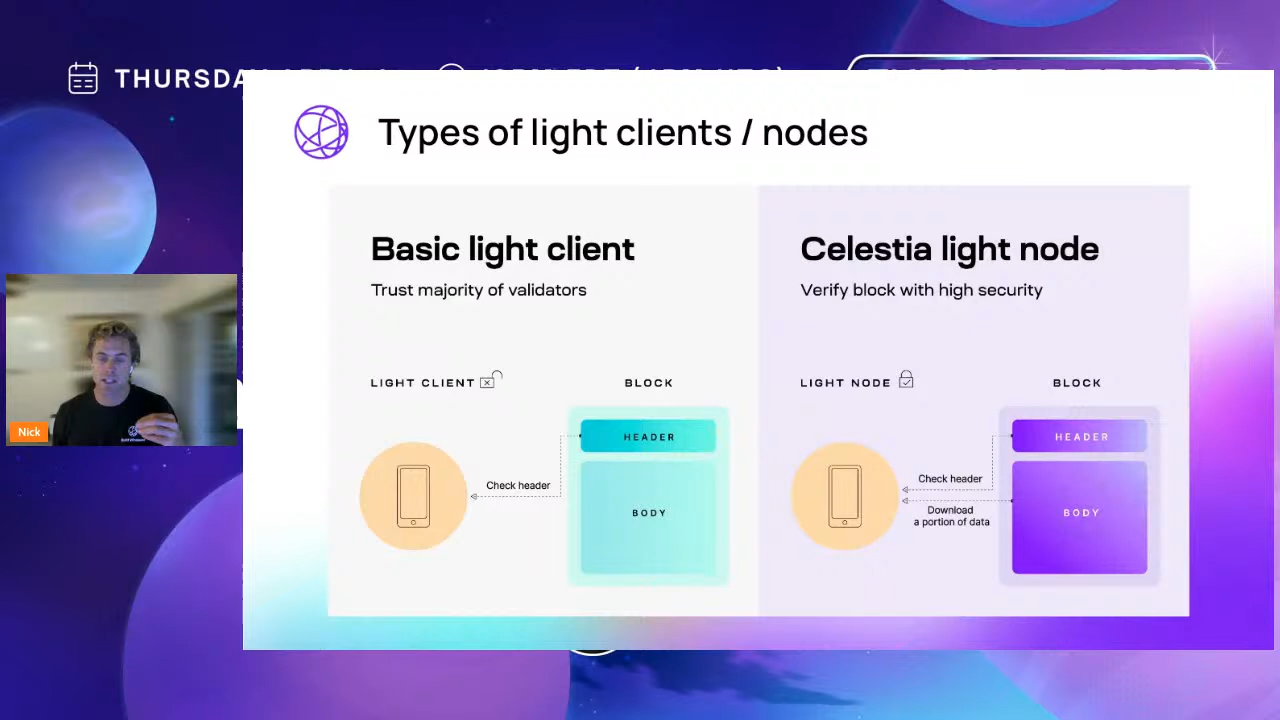 THURSDAY
Types of light clients / nodes
Basic light client
Trust majority of validators
LIGHT CLIENT
BLOCK
HEADER
Check header
BODY
Celestia light node
Verify block with high security
LIGHT NODE
BLOCK
HEADER
Check header
Download
a portion of data
BODY
Nick